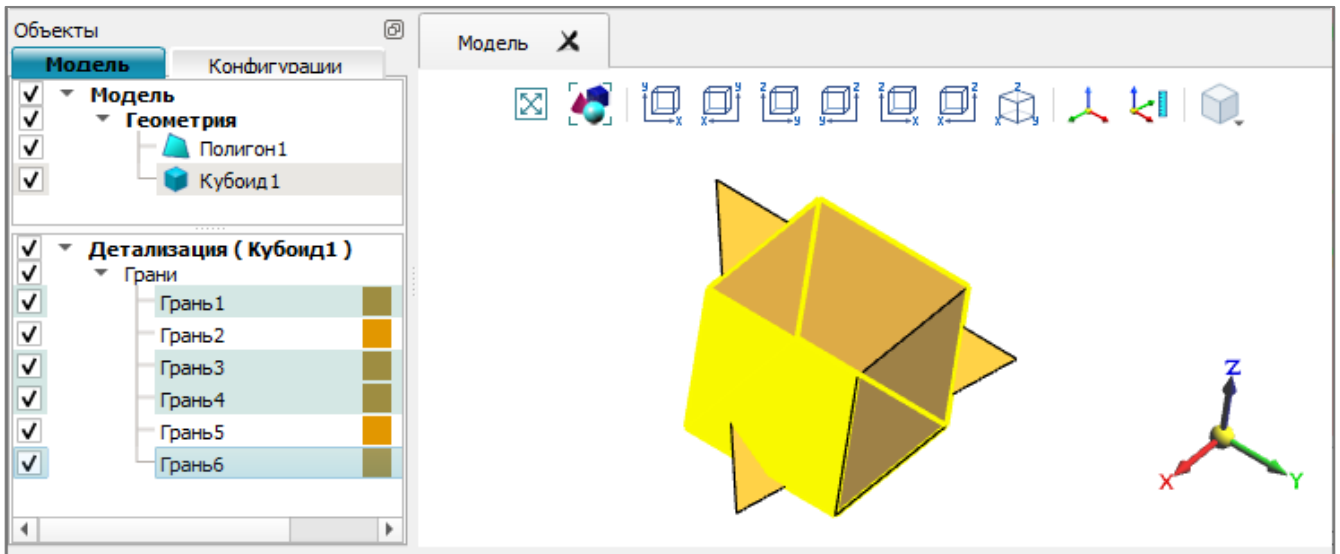 Объекты
Модель Конфигурации
Модель
Геометрия
Полигон1
Кубоид1
Детализация ( Кубоид1 )
Грани
Грань1
Грань2
Грань3
Грань4
Грань5
Грань6
Модель
y x y x z y z y z x z x z x y
Z
X
Y